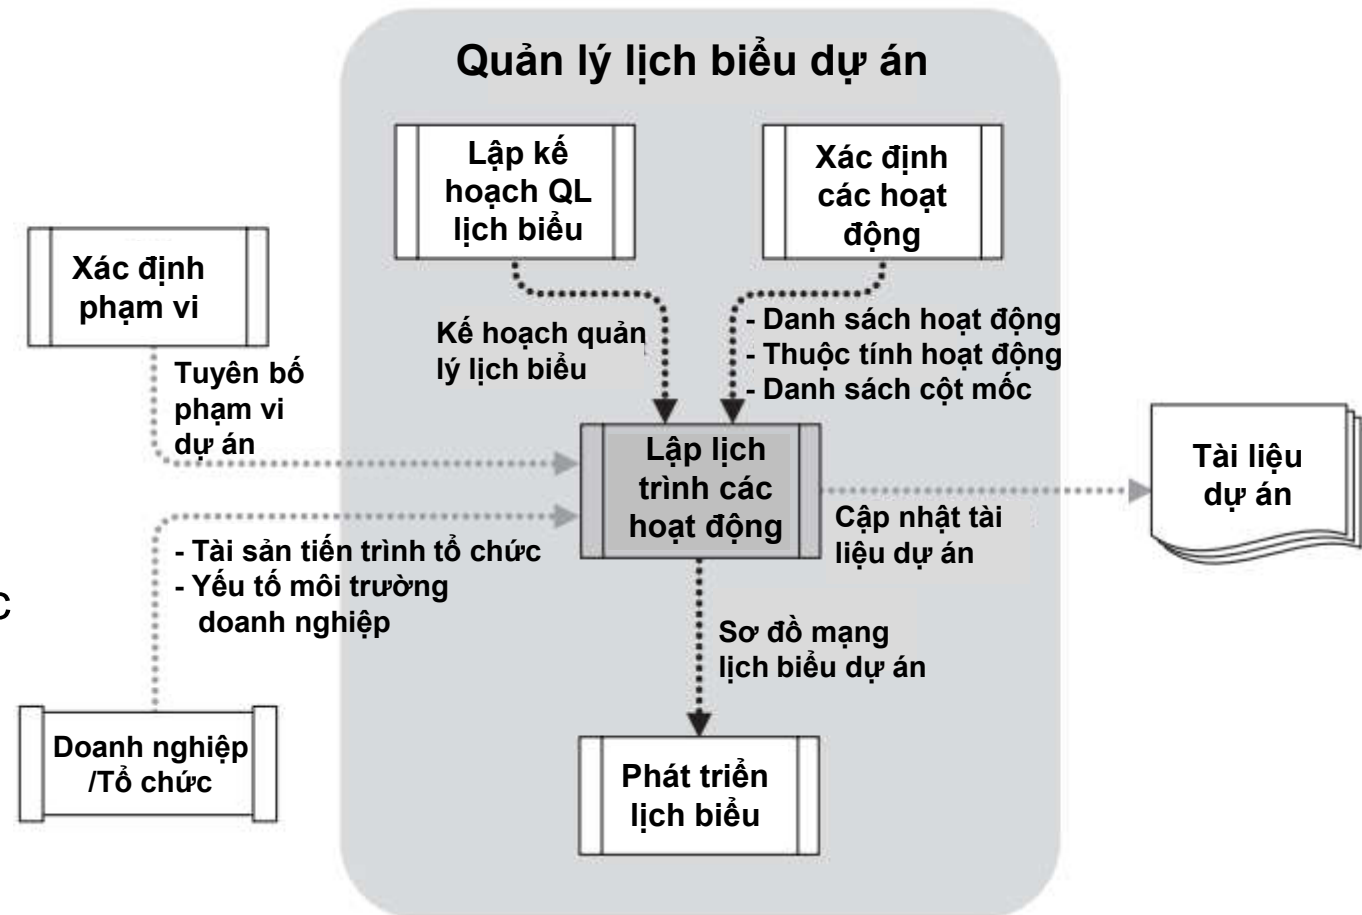 Quản lý lịch biểu dự án
Lập kế
hoạch QL
lịch biểu
Xác định
các hoạt
động
Xác định
phạm vi
Kế hoạch quản
lý lịch biểu
- Danh sách hoạt động
- Thuộc tính hoạt động
- Danh sách cột mốc
Tuyên bố
phạm vi
dự án
Lập lịch
trình các
hoạt động
Tài liệu
dự án
Cập nhật tài
liệu dự án
- Tài sản tiến trình tổ chức
- Yếu tố môi trường
doanh nghiệp
c
Sơ đồ mạng
lịch biểu dự án
Doanh nghiệp
/Tổ chức
Phát triển
lịch biểu